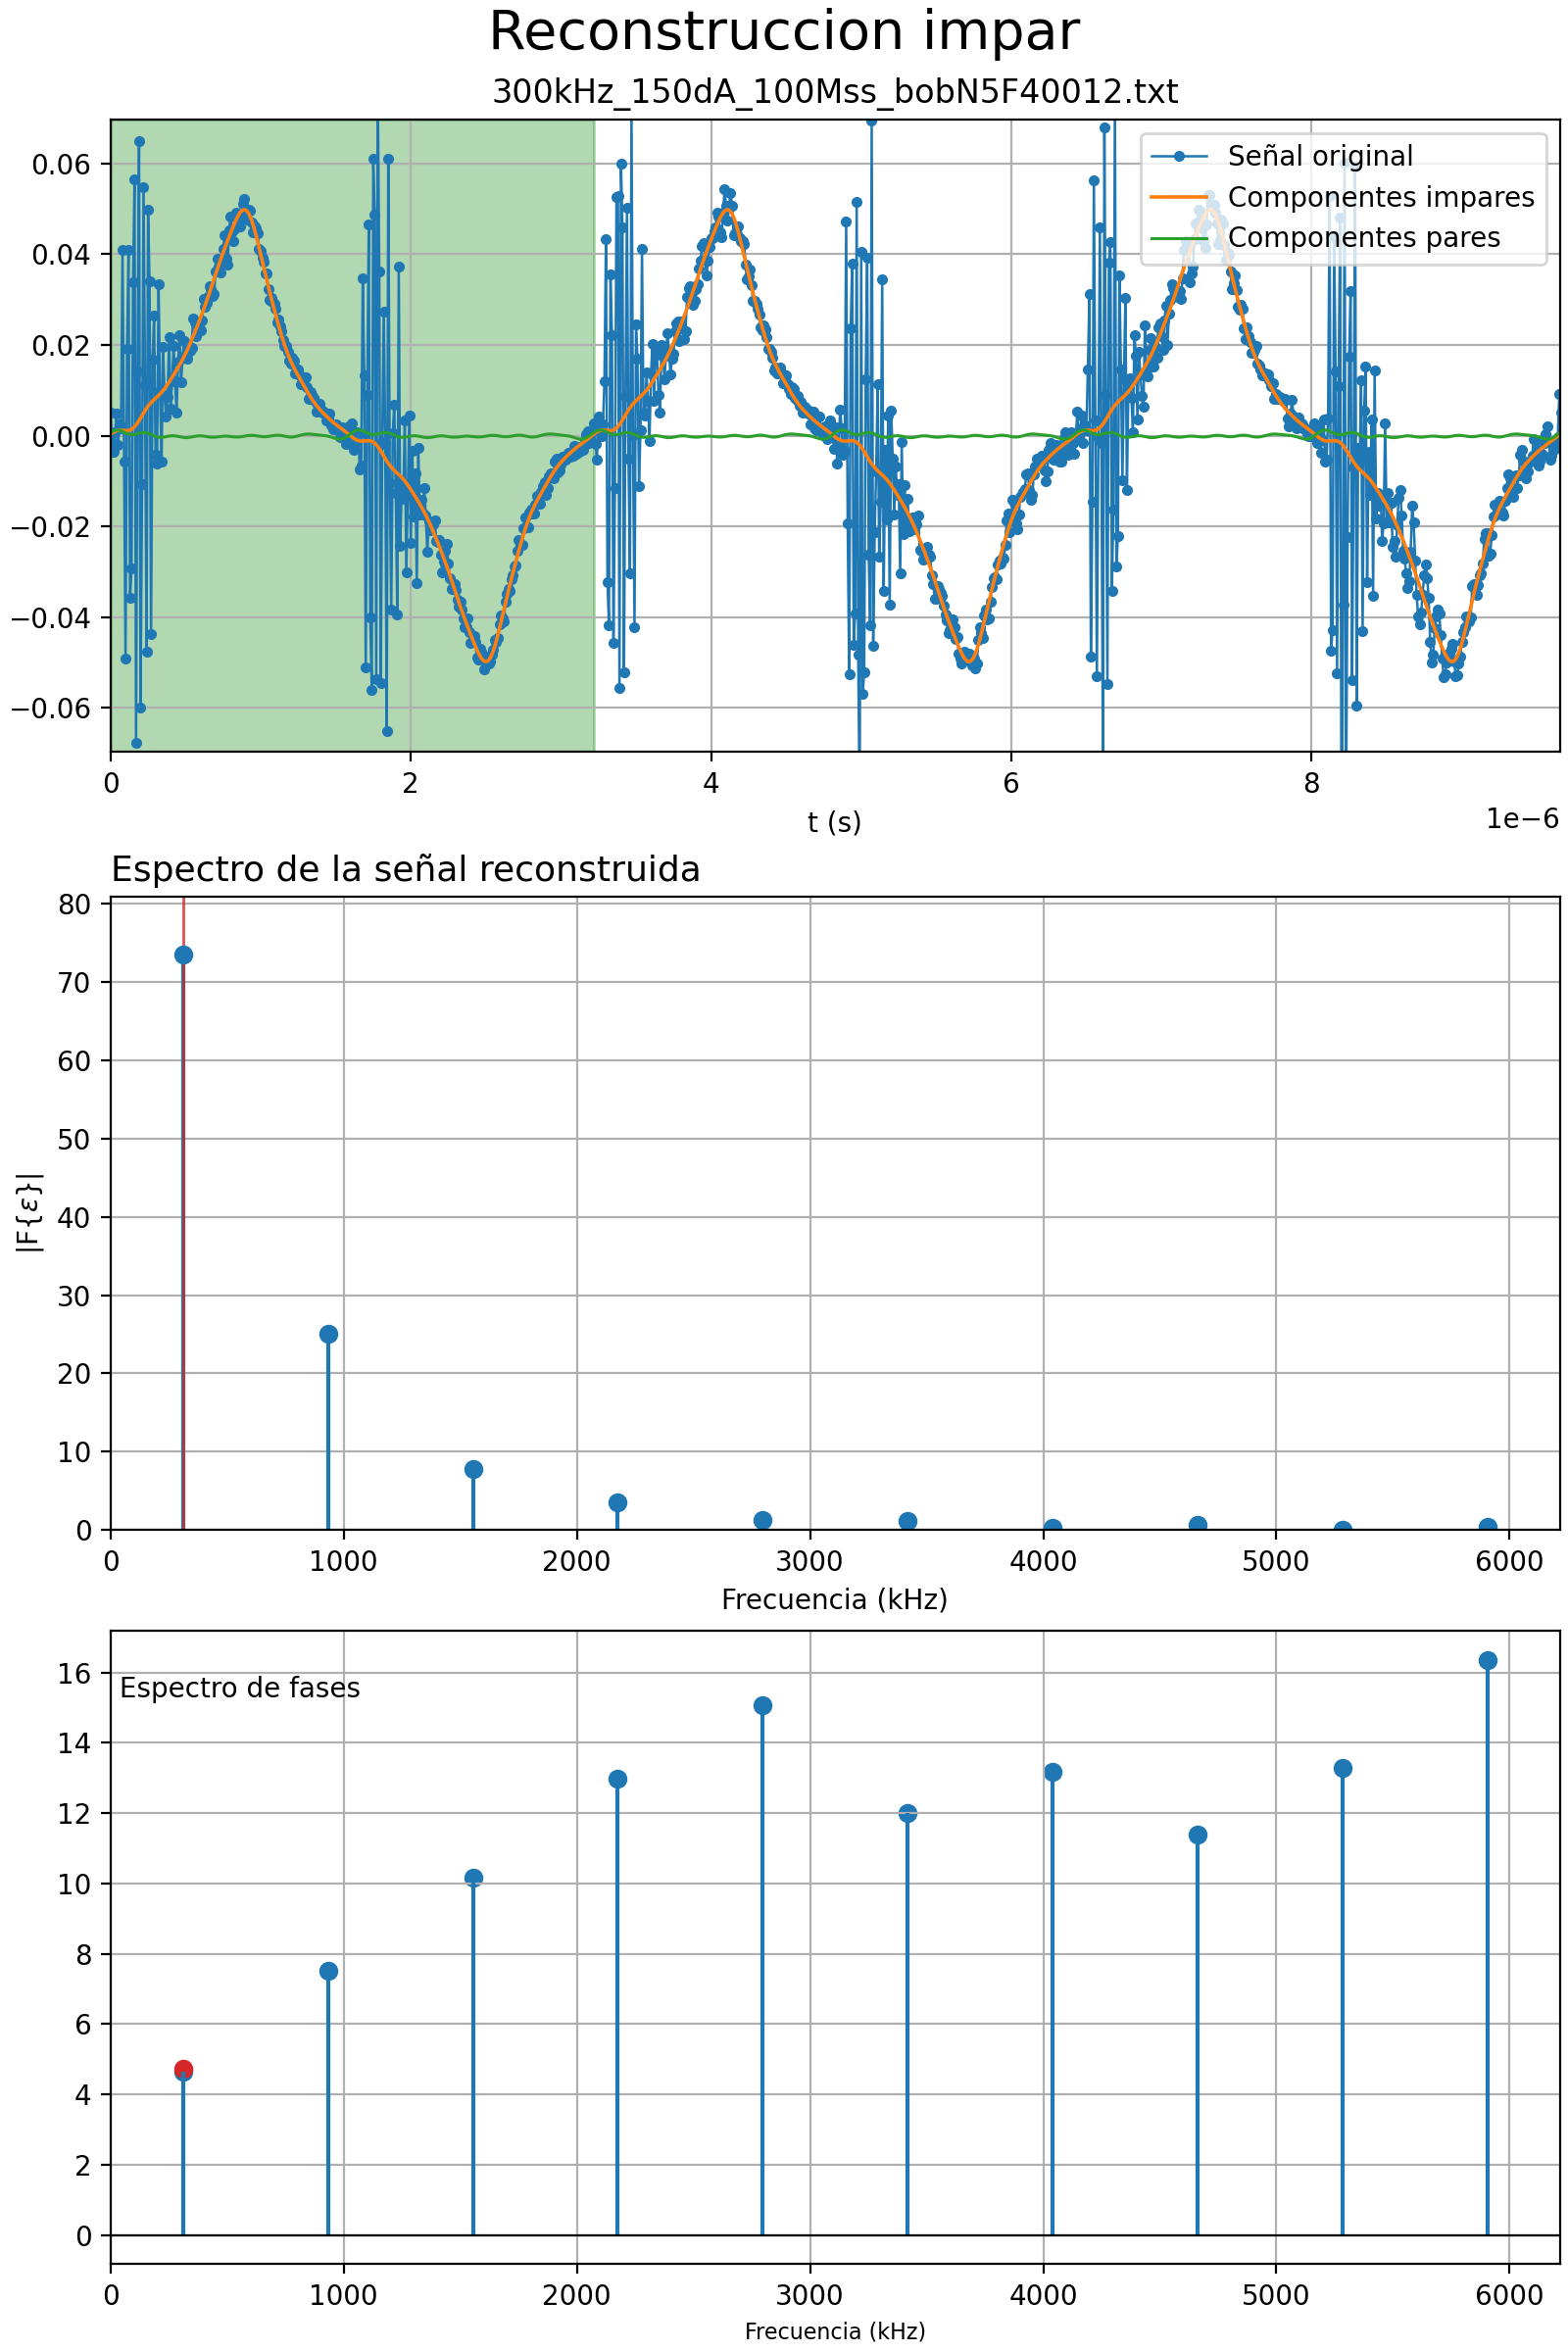 Reconstruccion impar
300kHz_150dA_100Mss_bobN5F40012.txt
Señal original
Componentes impares
Componentes pares
0.06
0.04
0.02
0.00
−0.02
−0.04
−0.06
0 2 4 6 8
1e−6
t (s)
Espectro de la señal reconstruida
80
70
60
50
40
30
20
10
0
|F{ε}|
0 1000 2000 3000 4000 5000 6000
Frecuencia (kHz)
Espectro de fases
16
14
12
10
8
6
4
2
0
0 1000 2000 3000 4000 5000 6000
Frecuencia (kHz)